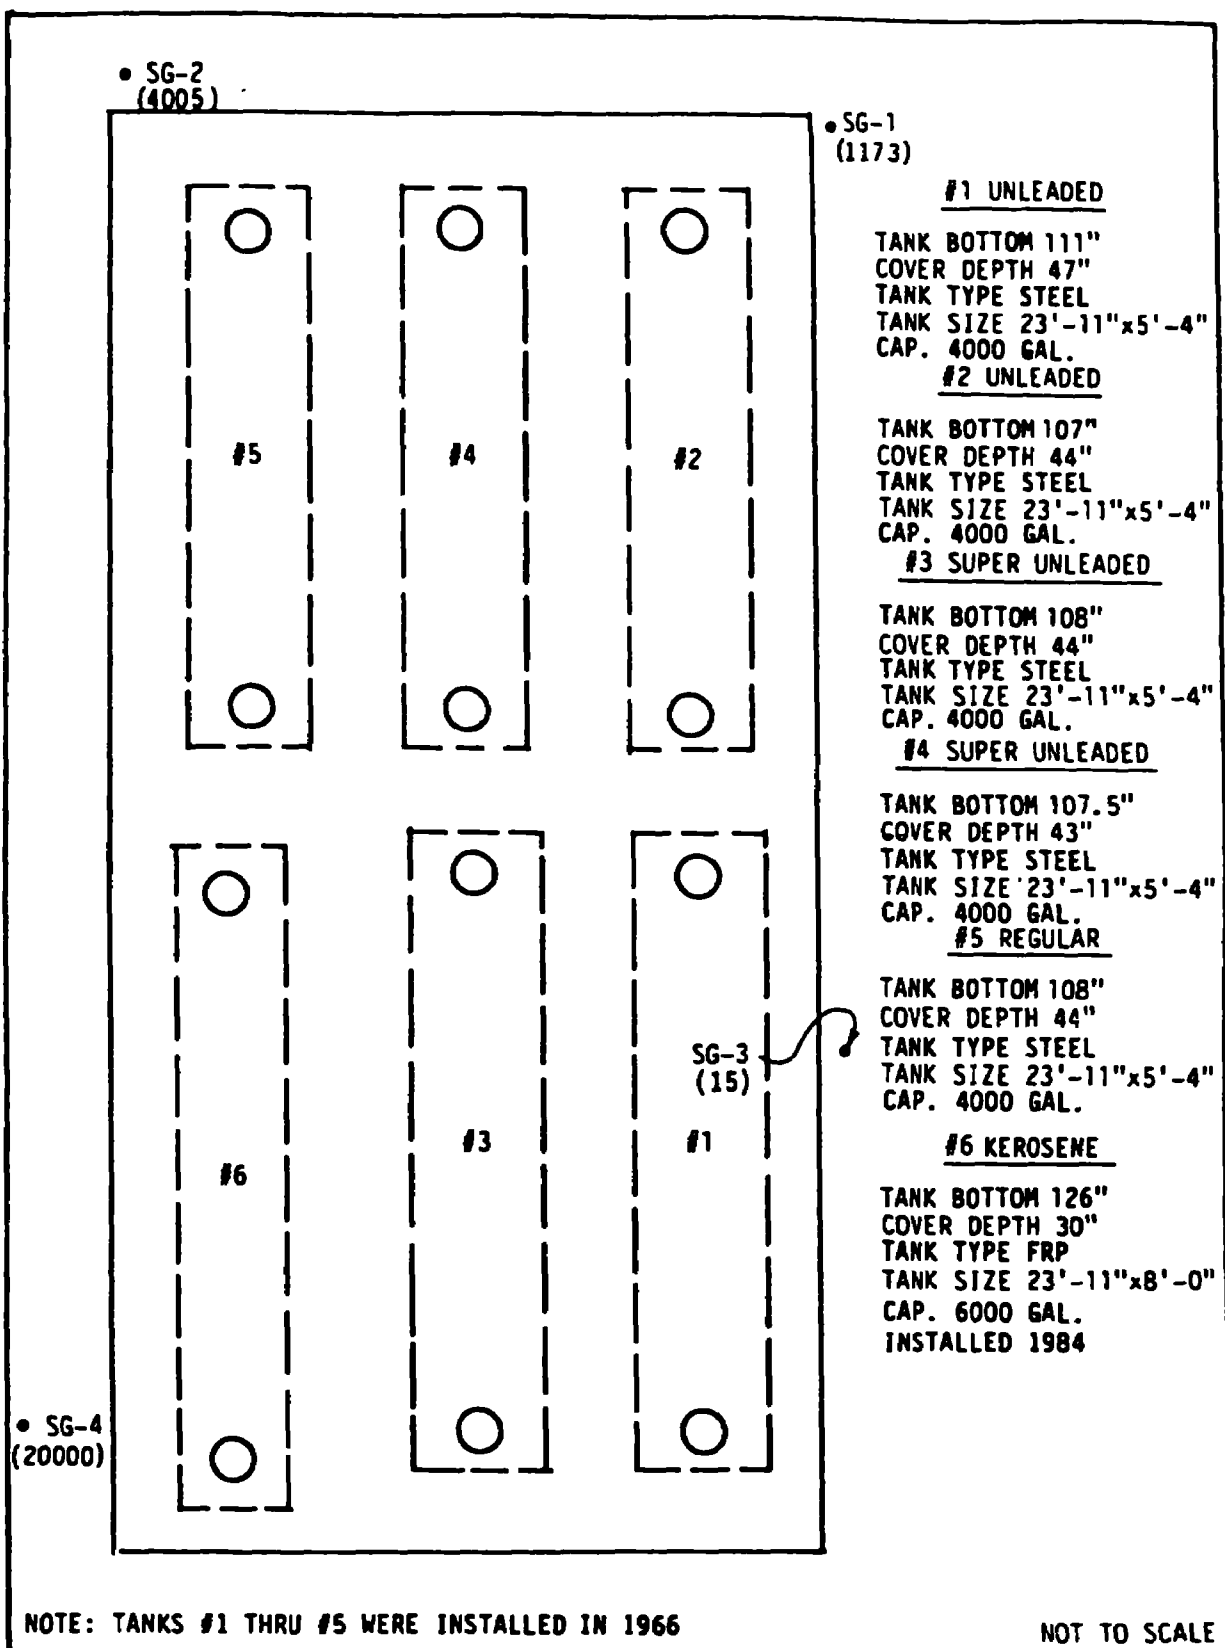 • SG-2
(4005)
• SG-1
(1173)
#1 UNLEADED
TANK BOTTOM 111"
COVER DEPTH 47"
TANK TYPE STEEL
TANK SIZE 23'-11"x5'-4"
CAP. 4000 GAL.
#2 UNLEADED
TANK BOTTOM 107"
COVER DEPTH 44"
TANK TYPE STEEL
TANK SIZE 23'-11"x5'-4"
CAP. 4000 GAL.
#3 SUPER UNLEADED
TANK BOTTOM 108"
COVER DEPTH 44"
TANK TYPE STEEL
TANK SIZE 23'-11"x5'-4"
CAP. 4000 GAL.
#4 SUPER UNLEADED
TANK BOTTOM 107.5"
COVER DEPTH 43"
TANK TYPE STEEL
TANK SIZE 23'-11"x5'-4"
CAP. 4000 GAL.
#5 REGULAR
TANK BOTTOM 108"
COVER DEPTH 44"
TANK TYPE STEEL
TANK SIZE 23'-11"x5'-4"
CAP. 4000 GAL.
#6 KEROSENE
TANK BOTTOM 126"
COVER DEPTH 30"
TANK TYPE FRP
TANK SIZE 23'-11"x8'-0"
CAP. 6000 GAL.
INSTALLED 1984
#5
#4
#2
SG-3
(15)
#6
#3
#1
• SG-4
(20000)
NOTE: TANKS #1 THRU #5 WERE INSTALLED IN 1966
NOT TO SCALE